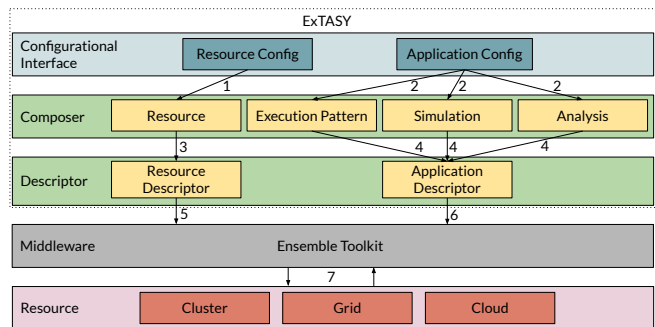 ExTASY
Configurational
Interface
Resource Config
Application Config
1
2
2
2
Composer
Resource
Execution Pattern
Simulation
Analysis
3
4
4
4
Descriptor
Resource
Descriptor
Application
Descriptor
5
6
Middleware
Ensemble Toolkit
7
Resource
Cluster
Grid
Cloud